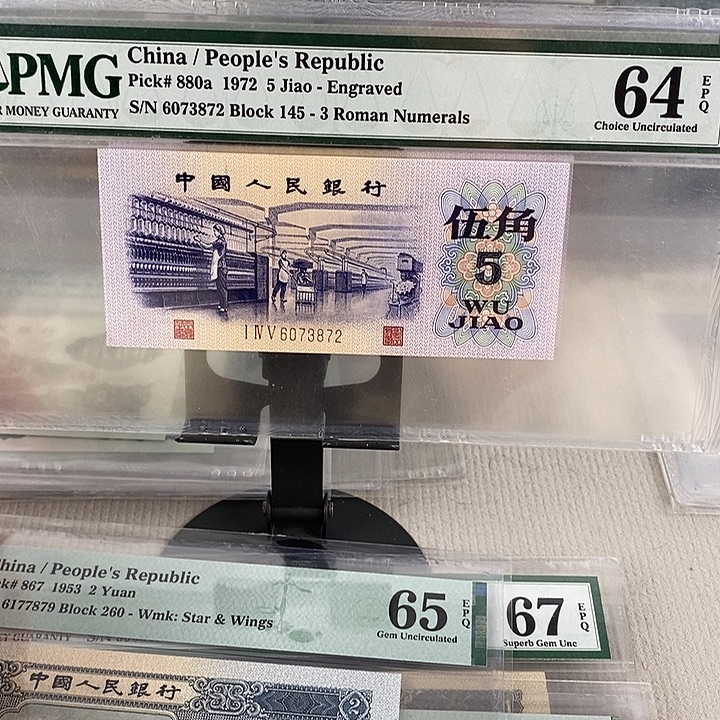 PMG
MONEY GUARANTY
China / People's Republic
Pick# 880a 1972 5 Jiao - Engraved
S/N 6073872 Block 145 - 3 Roman Numerals
64
EPQ
Choice Uncirculated
中國人民銀行
伍角
5
WU
JIAO
I N V 6073872
hina / People's Republic
k# 867 1953 2 Yuan
6177879 Block 260 - Wmk: Star & Wings
65
EPQ
Gem Uncirculated
67
EPQ
Superb Gem Unc
中國人民銀行
2